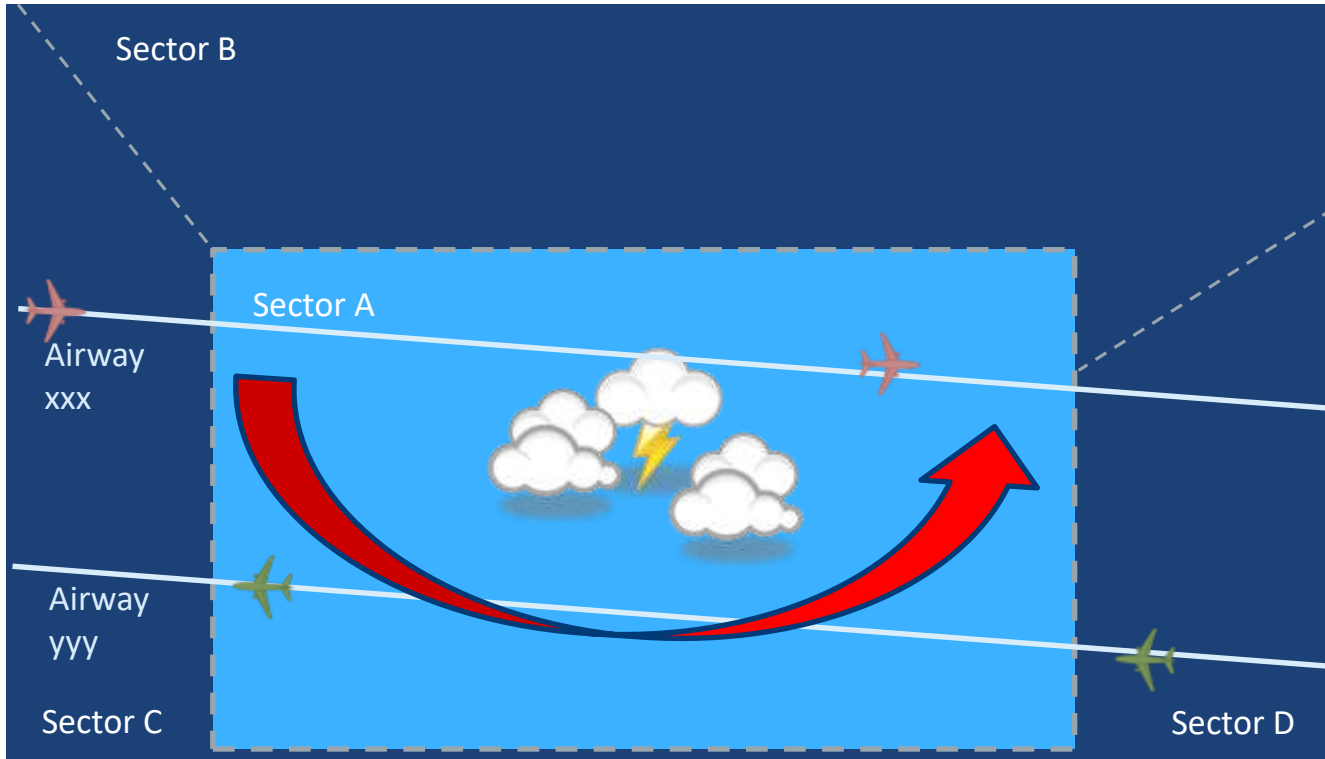 Sector B
Sector A
Airway
xxx
Airway
yyy
Sector C
Sector D